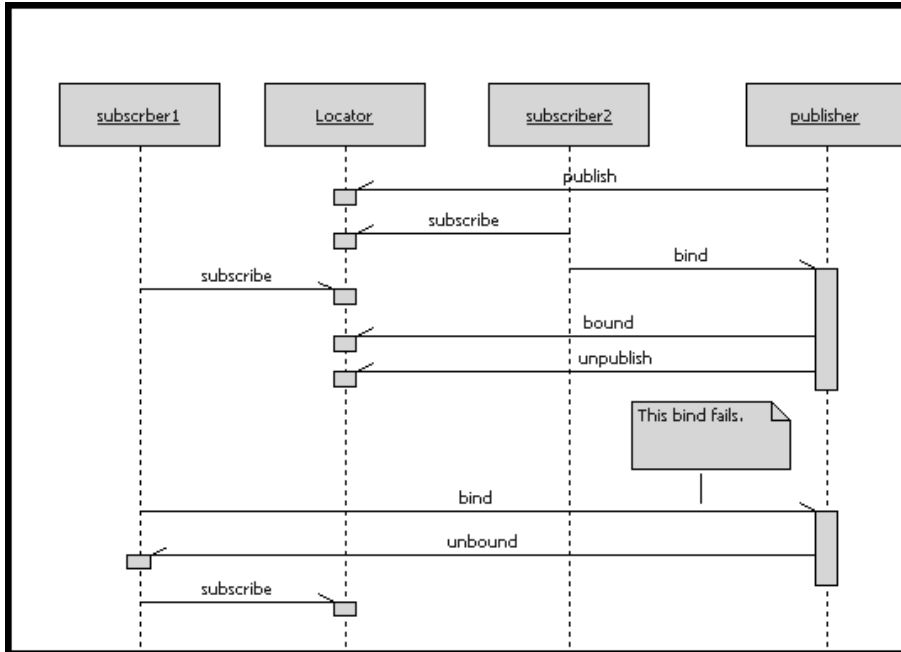 subscrber1
Locator
subscriber2
publisher
publish
subscribe
bind
subscribe
bound
unpublish
This bind fails.
bind
unbound
subscribe